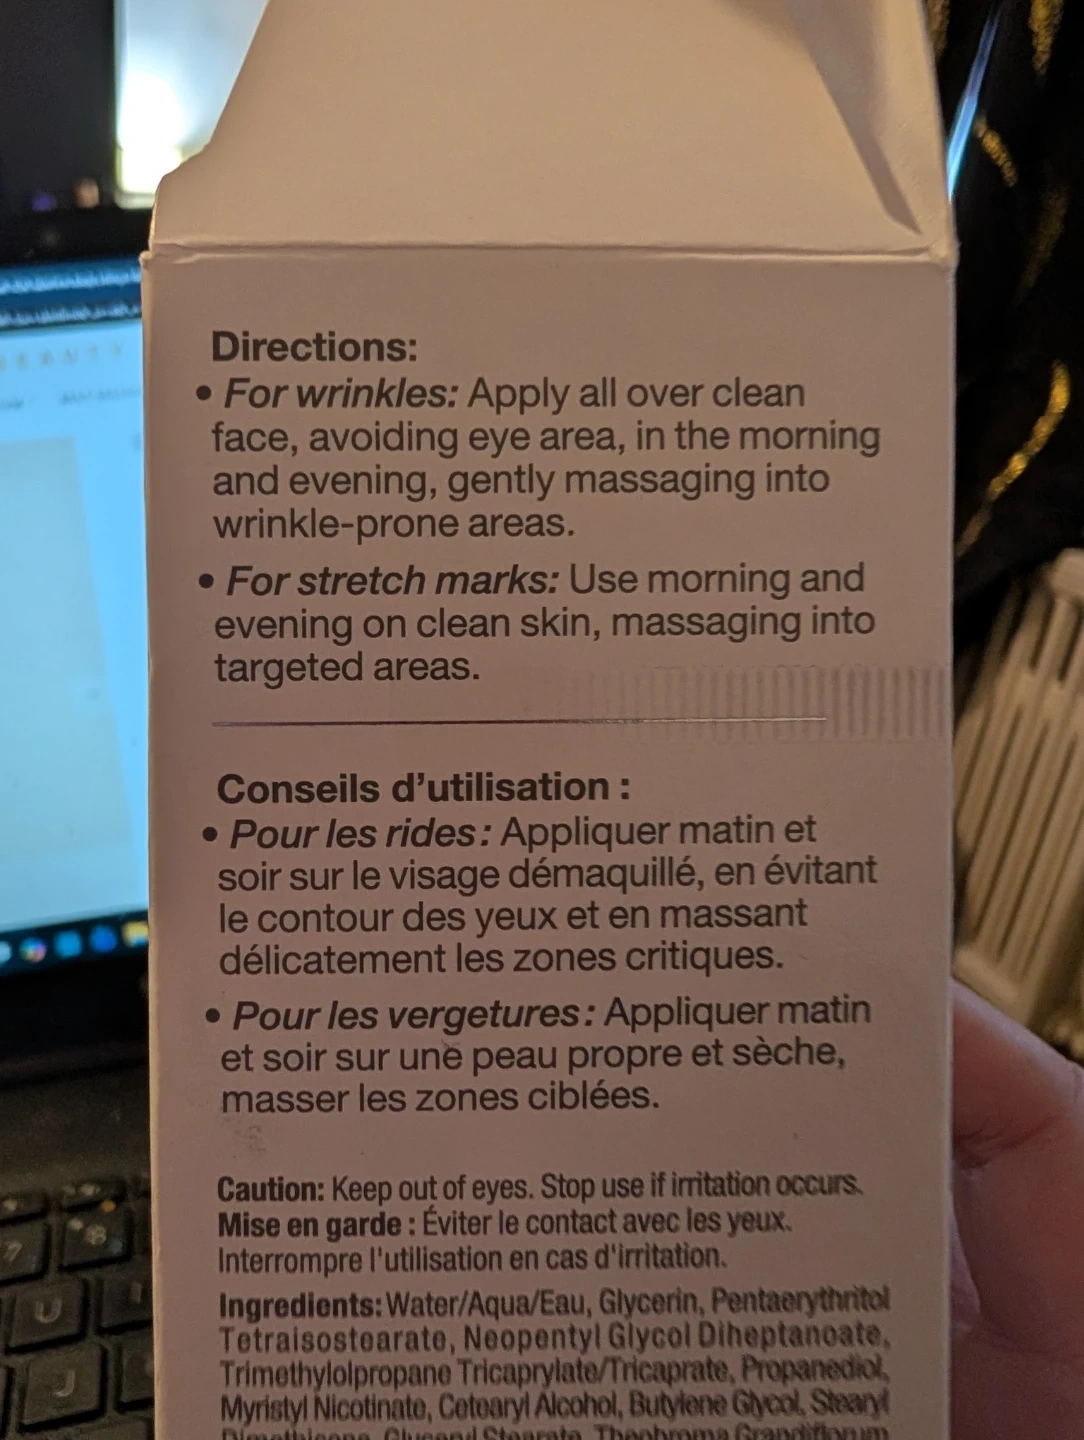 Directions:
• For wrinkles: Apply all over clean
face, avoiding eye area, in the morning
and evening, gently massaging into
wrinkle-prone areas.
• For stretch marks: Use morning and
evening on clean skin, massaging into
targeted areas.
Conseils d'utilisation :
• Pour les rides : Appliquer matin et
soir sur le visage démaquillé, en évitant
le contour des yeux et en massant
délicatement les zones critiques.
• Pour les vergetures : Appliquer matin
et soir sur une peau propre et sèche,
masser les zones ciblées.
Caution: Keep out of eyes. Stop use if irritation occurs.
Mise en garde : Éviter le contact avec les yeux.
Interrompre l'utilisation en cas d'irritation.
Ingredients: Water/Aqua/Eau, Glycerin, Pentaerythritol
Tetraisostearate, Neopentyl Glycol Diheptanoate,
Trimethylolpropane Tricaprylate/Tricaprate, Propanediol,
Myristyl Nicotinate, Cetearyl Alcohol, Butylene Glycol, Stearyl
Dimethicone, Glyceryl Stearate, Theobroma Grandiflorum